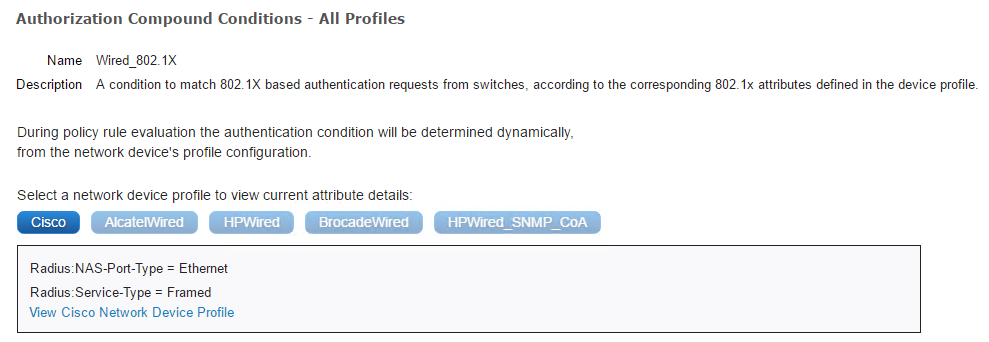 Authorization Compound Conditions - All Profiles
Name Wired_802.1X
Description A condition to match 802.1X based authentication requests from switches, according to the corresponding 802.1x attributes defined in the device profile.
During policy rule evaluation the authentication condition will be determined dynamically,
from the network device's profile configuration.
Select a network device profile to view current attribute details:
Cisco AlcatelWired HPWired BrocadeWired HPWired_SNMP_CoA
Radius:NAS-Port-Type = Ethernet
Radius:Service-Type = Framed
View Cisco Network Device Profile